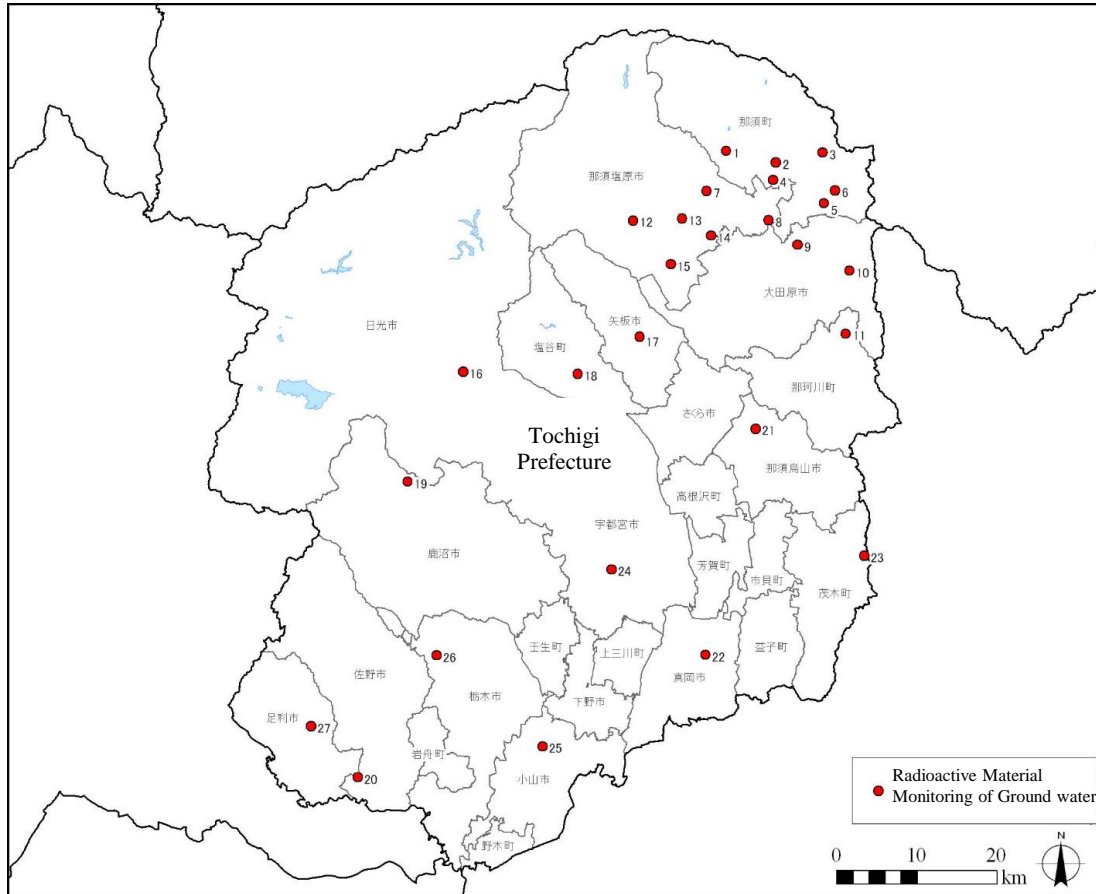 那須町
1
2
3
4
那須塩原市
7
6
5
12
13
8
14
9
15
10
大田原市
日光市
矢板市
11
17
塩谷町
16
18
那珂川町
さくら市
Tochigi
Prefecture
21
那須烏山市
19
高根沢町
宇都宮市
鹿沼市
23
芳賀町
24
市貝町
茂木町
壬生町
上三川町
益子町
26
22
佐野市
真岡市
栃木市
下野市
足利市
27
25
岩舟町
20
小山市
野木町
Radioactive Material
Monitoring of Ground water
N
0 10 20
km